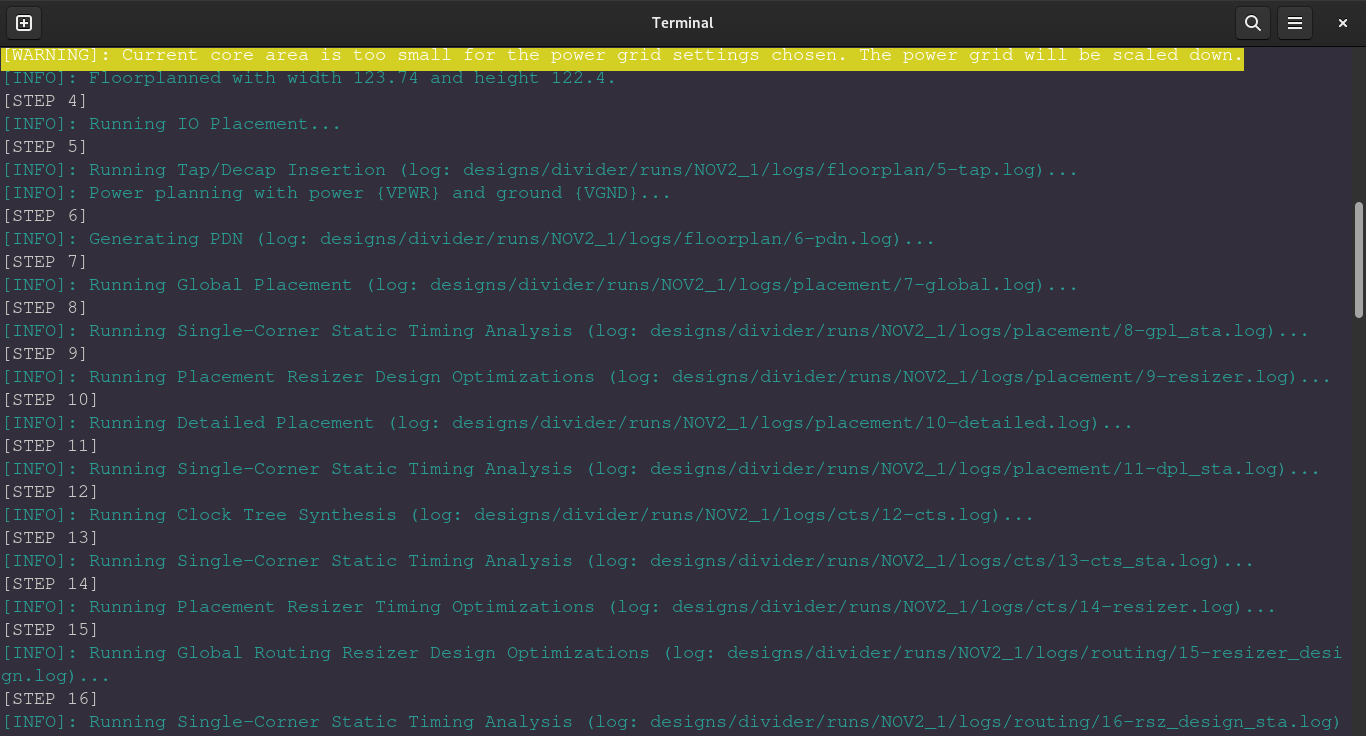 Terminal
[WARNING]: Current core area is too small for the power grid settings chosen. The power grid will be scaled down.
[INFO]: Floorplanned with width 123.74 and height 122.4.
[STEP 4]
[INFO]: Running IO Placement...
[STEP 5]
[INFO]: Running Tap/Decap Insertion (log: designs/divider/runs/NOV2_1/logs/floorplan/5-tap.log)...
[INFO]: Power planning with power {VPWR} and ground {VGND}...
[STEP 6]
[INFO]: Generating PDN (log: designs/divider/runs/NOV2_1/logs/floorplan/6-pdn.log)...
[STEP 7]
[INFO]: Running Global Placement (log: designs/divider/runs/NOV2_1/logs/placement/7-global.log)...
[STEP 8]
[INFO]: Running Single-Corner Static Timing Analysis (log: designs/divider/runs/NOV2_1/logs/placement/8-gpl_sta.log)...
[STEP 9]
[INFO]: Running Placement Resizer Design Optimizations (log: designs/divider/runs/NOV2_1/logs/placement/9-resizer.log)...
[STEP 10]
[INFO]: Running Detailed Placement (log: designs/divider/runs/NOV2_1/logs/placement/10-detailed.log)...
[STEP 11]
[INFO]: Running Single-Corner Static Timing Analysis (log: designs/divider/runs/NOV2_1/logs/placement/11-dpl_sta.log)...
[STEP 12]
[INFO]: Running Clock Tree Synthesis (log: designs/divider/runs/NOV2_1/logs/cts/12-cts.log)...
[STEP 13]
[INFO]: Running Single-Corner Static Timing Analysis (log: designs/divider/runs/NOV2_1/logs/cts/13-cts_sta.log)...
[STEP 14]
[INFO]: Running Placement Resizer Timing Optimizations (log: designs/divider/runs/NOV2_1/logs/cts/14-resizer.log)...
[STEP 15]
[INFO]: Running Global Routing Resizer Design Optimizations (log: designs/divider/runs/NOV2_1/logs/routing/15-resizer_desi
gn.log)...
[STEP 16]
[INFO]: Running Single-Corner Static Timing Analysis (log: designs/divider/runs/NOV2_1/logs/routing/16-rsz_design_sta.log)